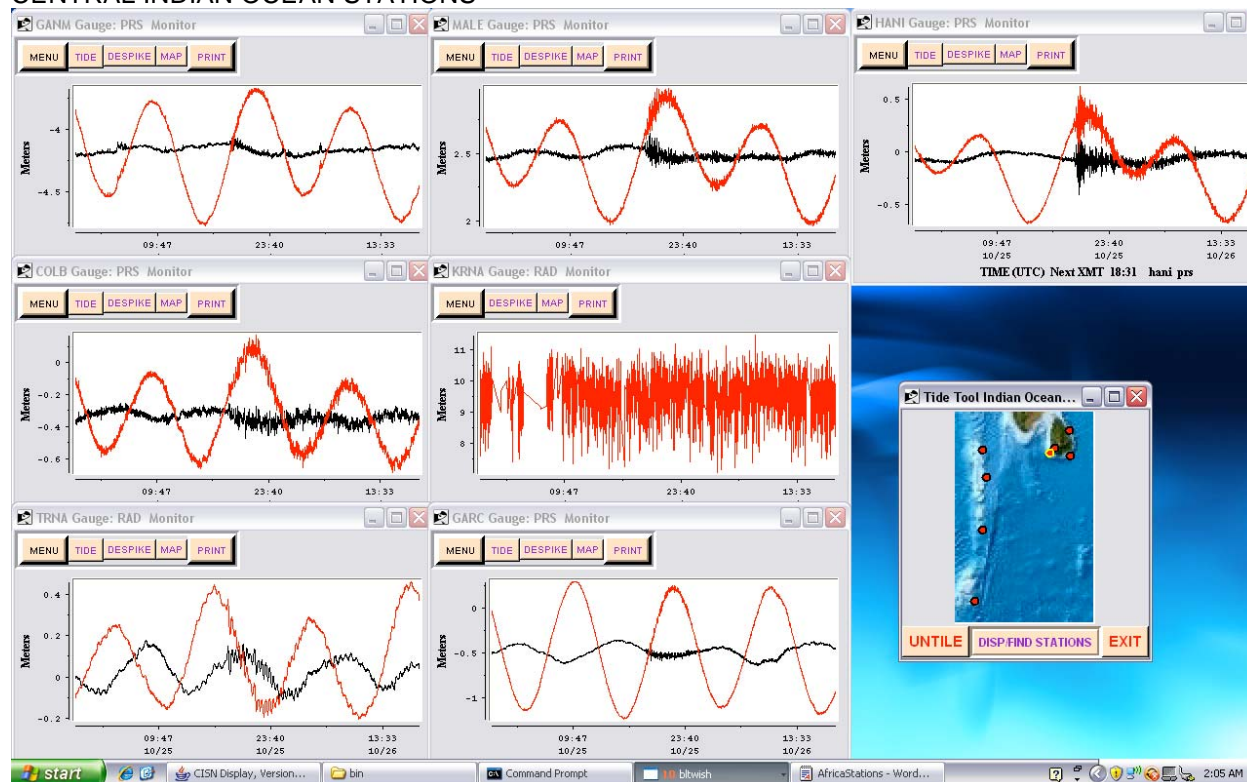 CENTRAL INDIAN OCEAN STATIONS
GANM Gauge: PRS Monitor
MENU TIDE DESPIKE MAP PRINT
Meters
-4
-4.5
09:47 23:40 13:33
MALE Gauge: PRS Monitor
MENU TIDE DESPIKE MAP PRINT
Meters
2.5
2
09:47 23:40 13:33
HANI Gauge: PRS Monitor
MENU TIDE DESPIKE MAP PRINT
Meters
0.5
0
-0.5
09:47 23:40 13:33
10/25 10/25 10/26
TIME (UTC) Next XMT 18:31 hani prs
COLB Gauge: PRS Monitor
MENU TIDE DESPIKE MAP PRINT
Meters
0
-0.2
-0.4
-0.6
09:47 23:40 13:33
KRNA Gauge: RAD Monitor
MENU DESPIKE MAP PRINT
Meters
11
10
9
8
09:47 23:40 13:33
TRNA Gauge: RAD Monitor
MENU TIDE DESPIKE MAP PRINT
Meters
0.4
0.2
0
-0.2
09:47 23:40 13:33
10/25 10/25 10/26
GARC Gauge: PRS Monitor
MENU TIDE DESPIKE MAP PRINT
Meters
0
-0.5
-1
09:47 23:40 13:33
10/25 10/25 10/26
Tide Tool Indian Ocean...
UNTILE DISP/FIND STATIONS EXIT
start CISN Display, Version... bin Command Prompt 10 bltwish AfricaStations - Word... 2:05 AM